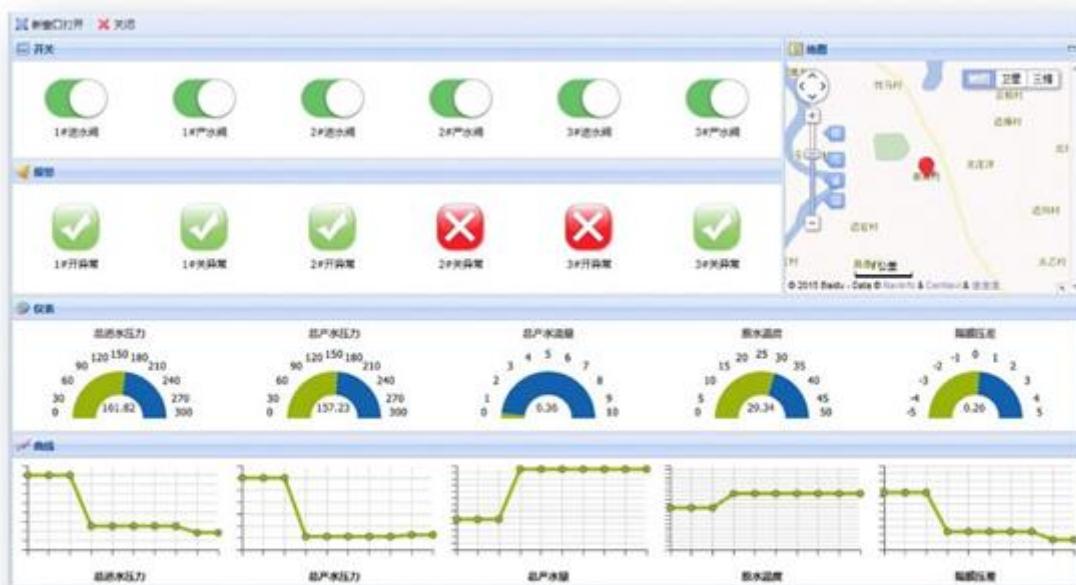 新窗口打开 关闭
开关
1#进水阀 1#产水阀 2#进水阀 2#产水阀 3#进水阀 3#产水阀
报警
1#开异常 1#关异常 2#开异常 2#关异常 3#开异常 3#关异常
地图
卫星 三维
公里
© 2015 Baidu - Data © NavInfo & CenNavi & 道道通
仪表
总进水压力 总产水压力 总产水流量 原水温度 隔膜压差
0 30 60 90 120 150 180 210 240 270 300
161.82
0 30 60 90 120 150 180 210 240 270 300
157.23
0 1 2 3 4 5 6 7 8 9 10
0.36
0 5 10 15 20 25 30 35 40 45 50
29.34
-5 -4 -3 -2 -1 0 1 2 3 4 5
0.26
曲线
总进水压力 总产水压力 总产水量 原水温度 隔膜压差